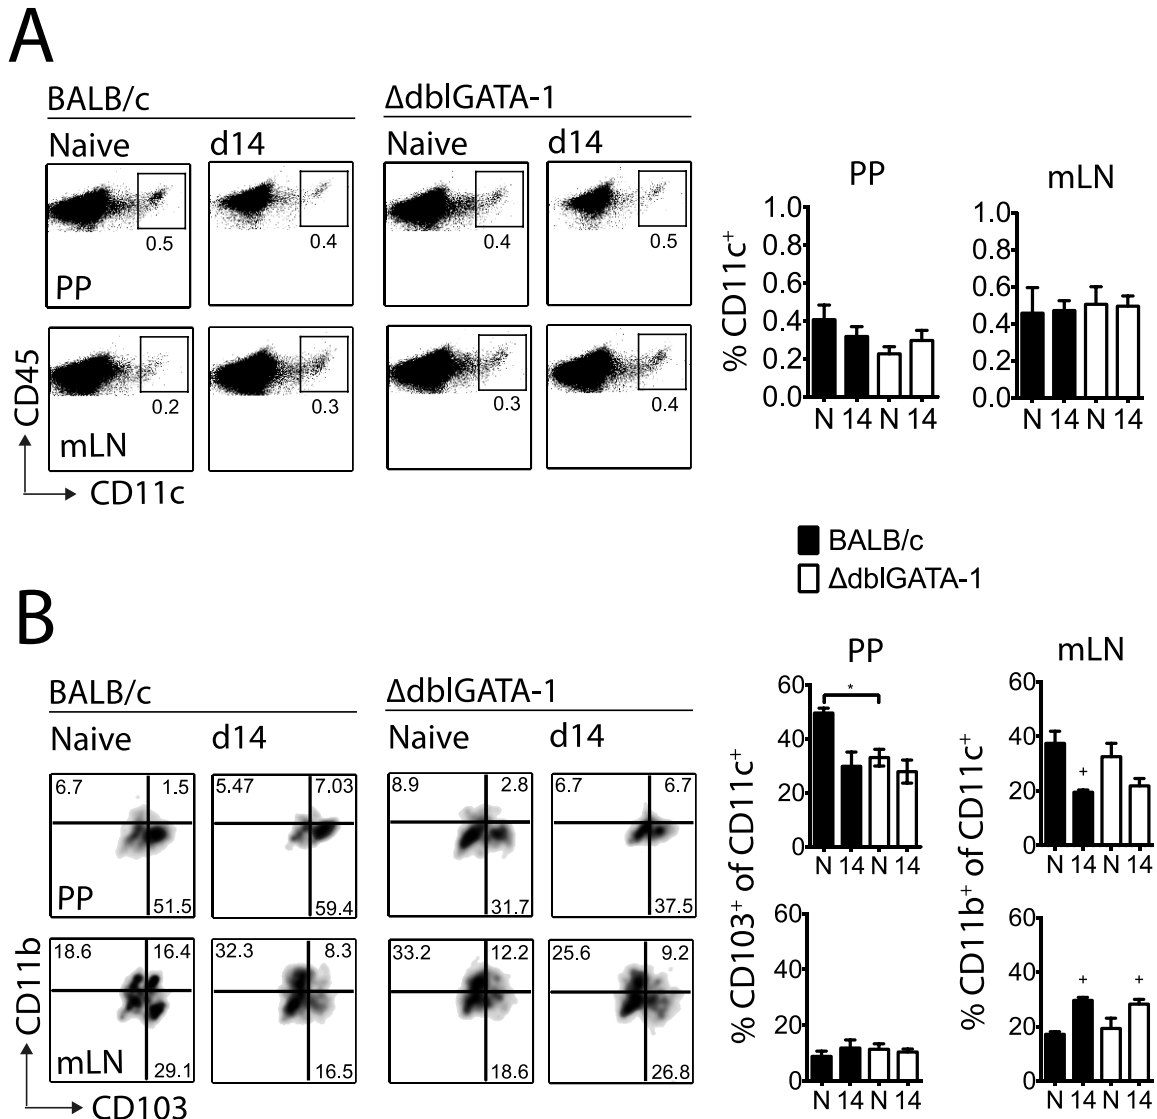 A
BALB/c ΔdblGATA-1
Naive d14 Naive d14
0.5 0.4 0.4 0.5
PP
0.2 0.3 0.3 0.4
mLN
CD45
CD11c
PP mLN
% CD11c+
1.0 1.0
0.8 0.8
0.6 0.6
0.4 0.4
0.2 0.2
0.0 0.0
N 14 N 14 N 14 N 14
BALB/c
ΔdblGATA-1
B
BALB/c ΔdblGATA-1
Naive d14 Naive d14
6.7 1.5 5.47 7.03 8.9 2.8 6.7 6.7
PP
51.5 59.4 31.7 37.5
18.6 16.4 32.3 8.3 33.2 12.2 25.6 9.2
mLN
29.1 16.5 18.6 26.8
CD11b
CD103
PP mLN
% CD103+ of CD11c+
% CD11b+ of CD11c+
60 60
* 
40 40
+
20 20
0 0
N 14 N 14 N 14 N 14
60 60
40 40
+ +
20 20
0 0
N 14 N 14 N 14 N 14